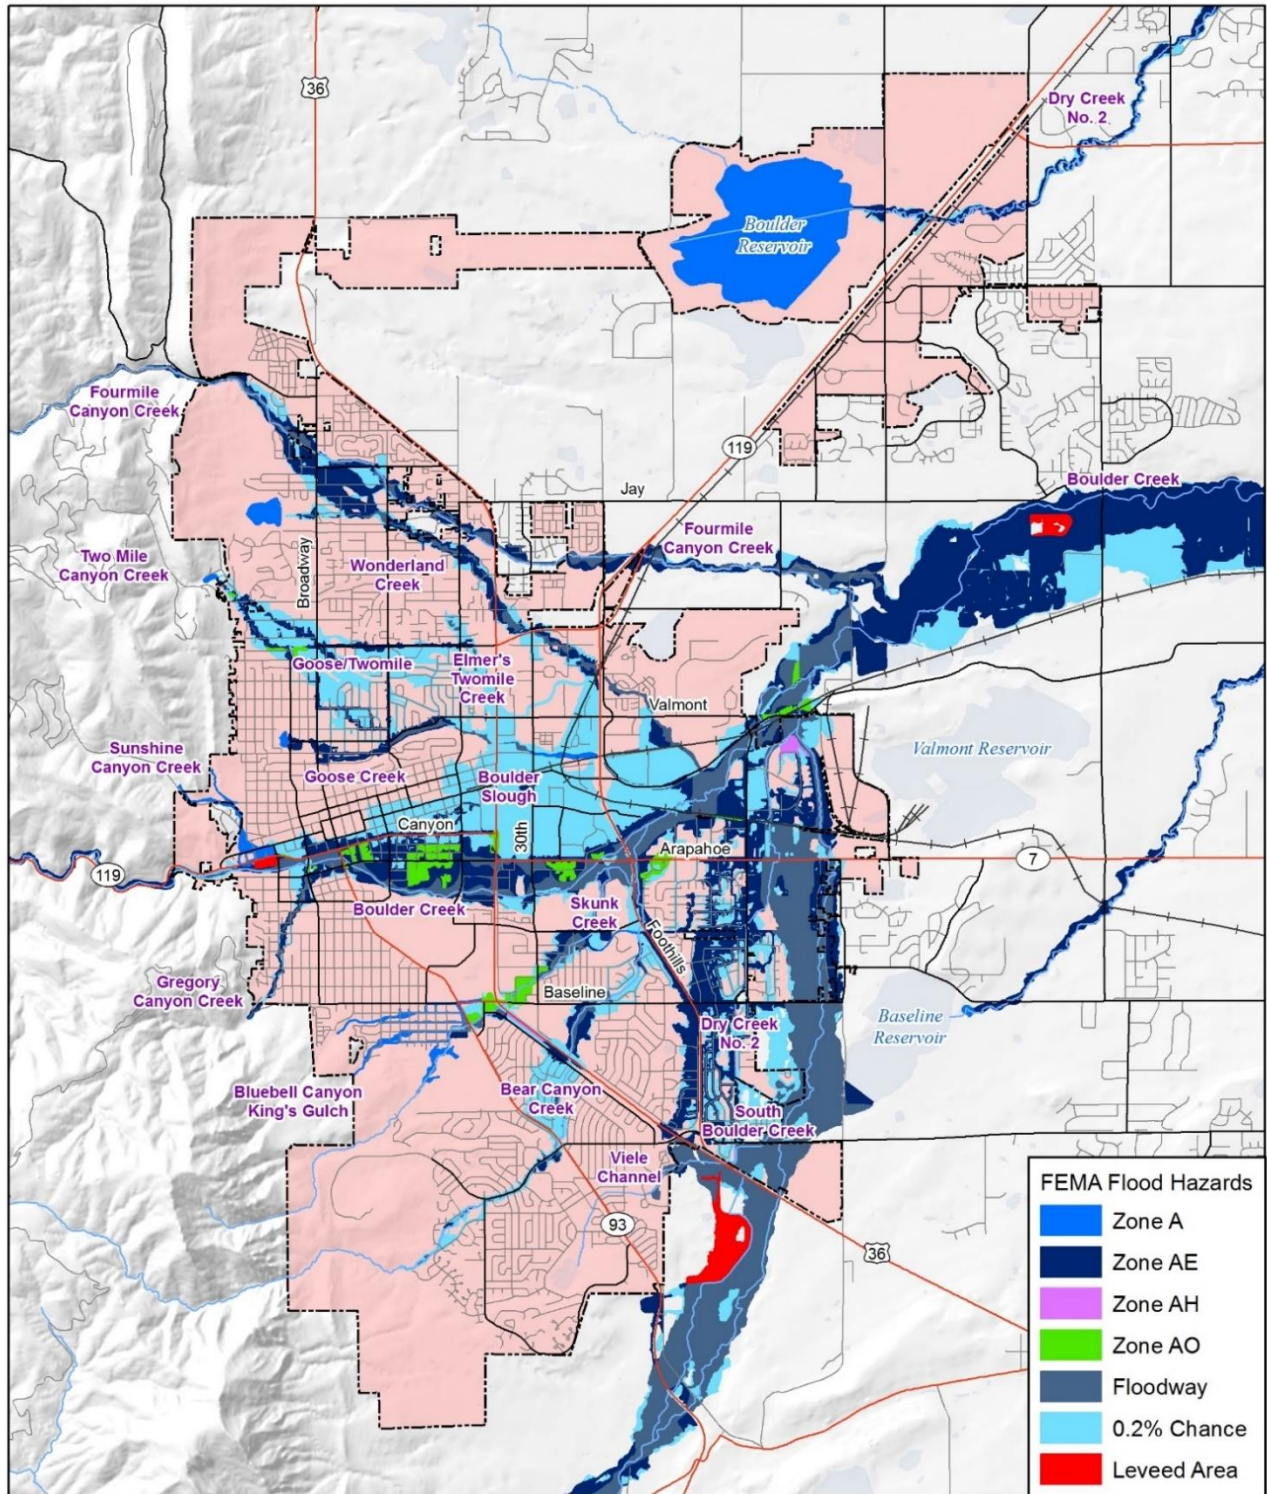 36
Dry Creek
No. 2
Boulder
Reservoir
Fourmile
Canyon Creek
119
Jay
Boulder Creek
Two Mile
Canyon Creek
Broadway
Wonderland
Creek
Fourmile
Canyon Creek
Goose/Twomile
Elmer's
Twomile
Creek
Valmont
Sunshine
Canyon Creek
Goose Creek
Boulder
Slough
Valmont Reservoir
Canyon
30th
Arapahoe
7
119
Boulder Creek
Skunk
Creek
Foothills
Gregory
Canyon Creek
Baseline
Baseline
Reservoir
Dry Creek
No. 2
Bluebell Canyon
King's Gulch
Bear Canyon
Creek
South
Boulder Creek
Viele
Channel
93
36
FEMA Flood Hazards
Zone A
Zone AE
Zone AH
Zone AO
Floodway
0.2% Chance
Leveed Area